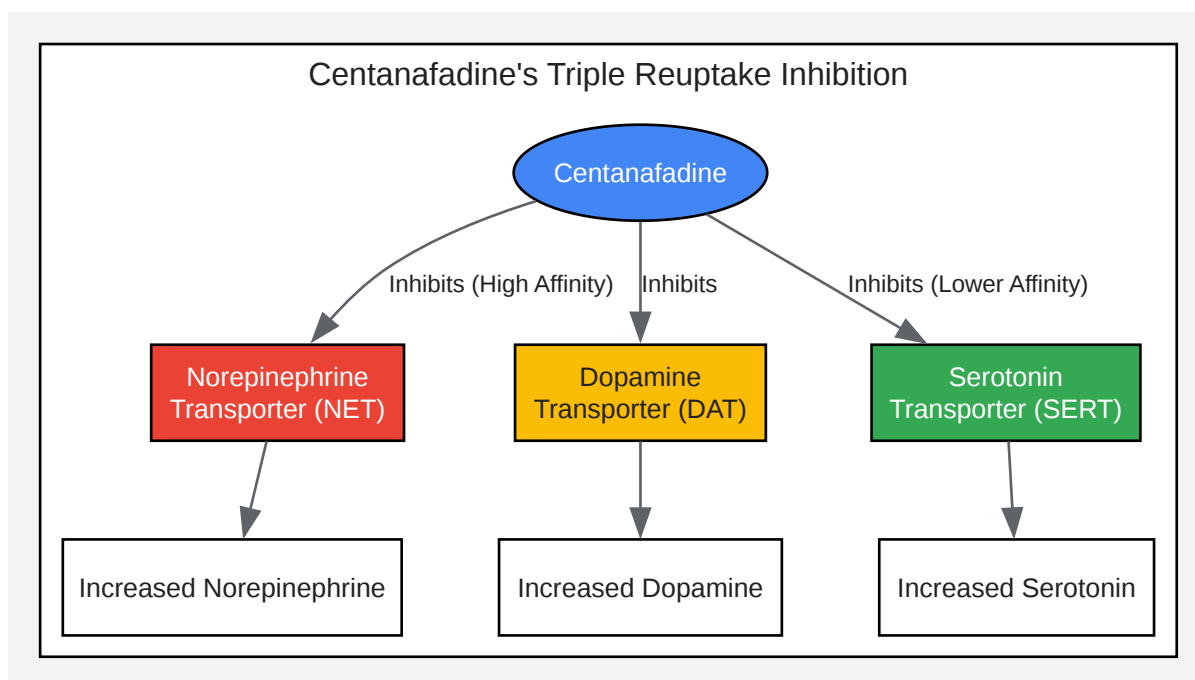 Centanafadine's Triple Reuptake Inhibition
Centanafadine
Inhibits (High Affinity)
Inhibits
Inhibits (Lower Affinity)
Norepinephrine
Transporter (NET)
Dopamine
Transporter (DAT)
Serotonin
Transporter (SERT)
Increased Norepinephrine
Increased Dopamine
Increased Serotonin